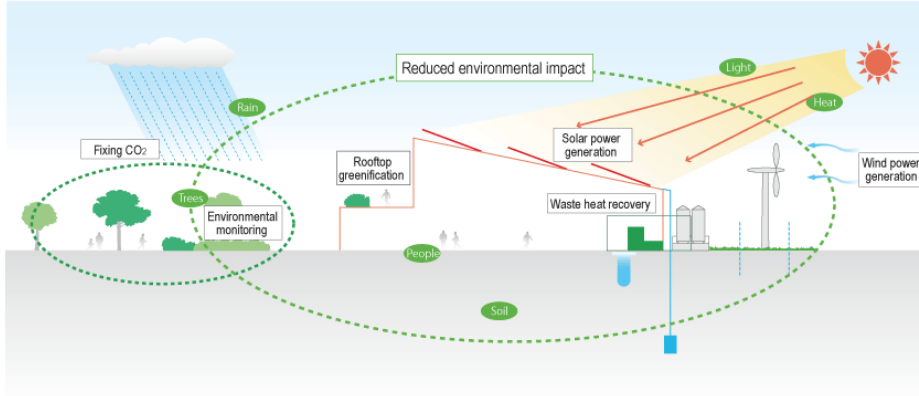 Reduced environmental impact
Light
Heat
Rain
Fixing CO2
Solar power
generation
Rooftop
greenification
Wind power
generation
Trees
Environmental
monitoring
Waste heat recovery
People
Soil